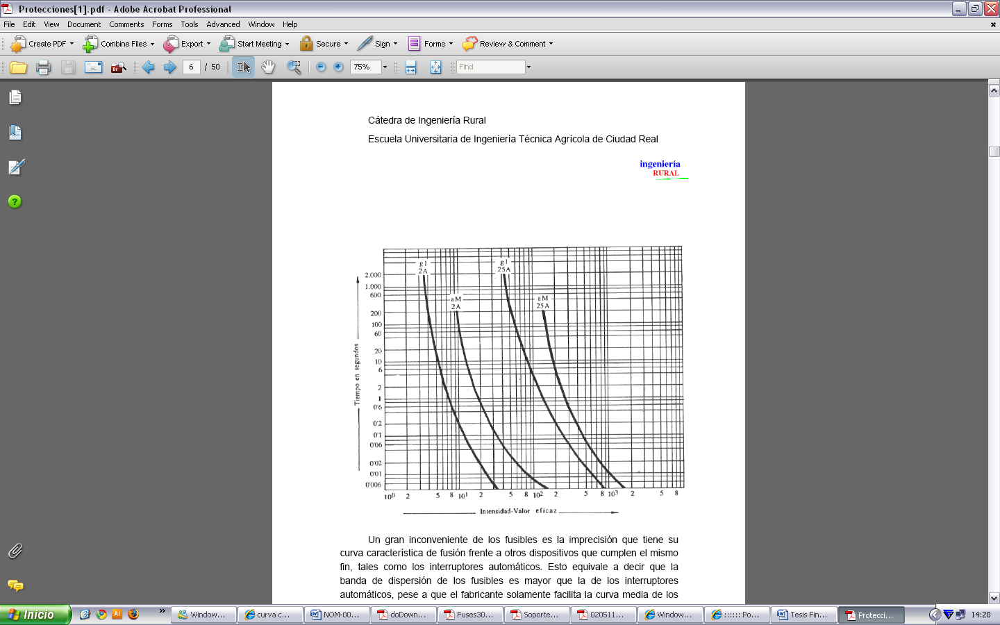 Protecciones[1].pdf - Adobe Acrobat Professional
File Edit View Document Comments Forms Tools Advanced Window Help
Create PDF Combine Files Export Start Meeting Secure Sign Forms Review & Comment
6 / 50 75% Find
Cátedra de Ingeniería Rural
Escuela Universitaria de Ingeniería Técnica Agrícola de Ciudad Real
ingeniería
RURAL
g l
2A
g l
25A
aM
2A
aM
25A
Tiempo en segundos
2.000
1.000
600
200
100
60
20
10
6
2
1
0'6
0'2
0'1
0'06
0'02
0'01
0'006
10⁰ 2 5 8 10¹ 2 5 8 10² 2 5 8 10³ 2 5 8
Intensidad-Valor eficaz
Un gran inconveniente de los fusibles es la imprecisión que tiene su
curva característica de fusión frente a otros dispositivos que cumplen el mismo
fin, tales como los interruptores automáticos. Esto equivale a decir que la
banda de dispersión de los fusibles es mayor que la de los interruptores
automáticos, pese a que el fabricante solamente facilita la curva media de los
Inicio Window... curva c... NOM-00... doDown... Fuses30... Soporte... 020511... Window... :::::: Po... Tesis Fin... Protecci... 14:20